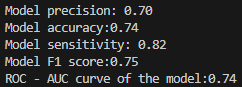 Model precision: 0.70
Model accuracy:0.74
Model sensitivity: 0.82
Model F1 score:0.75
ROC - AUC curve of the model:0.74